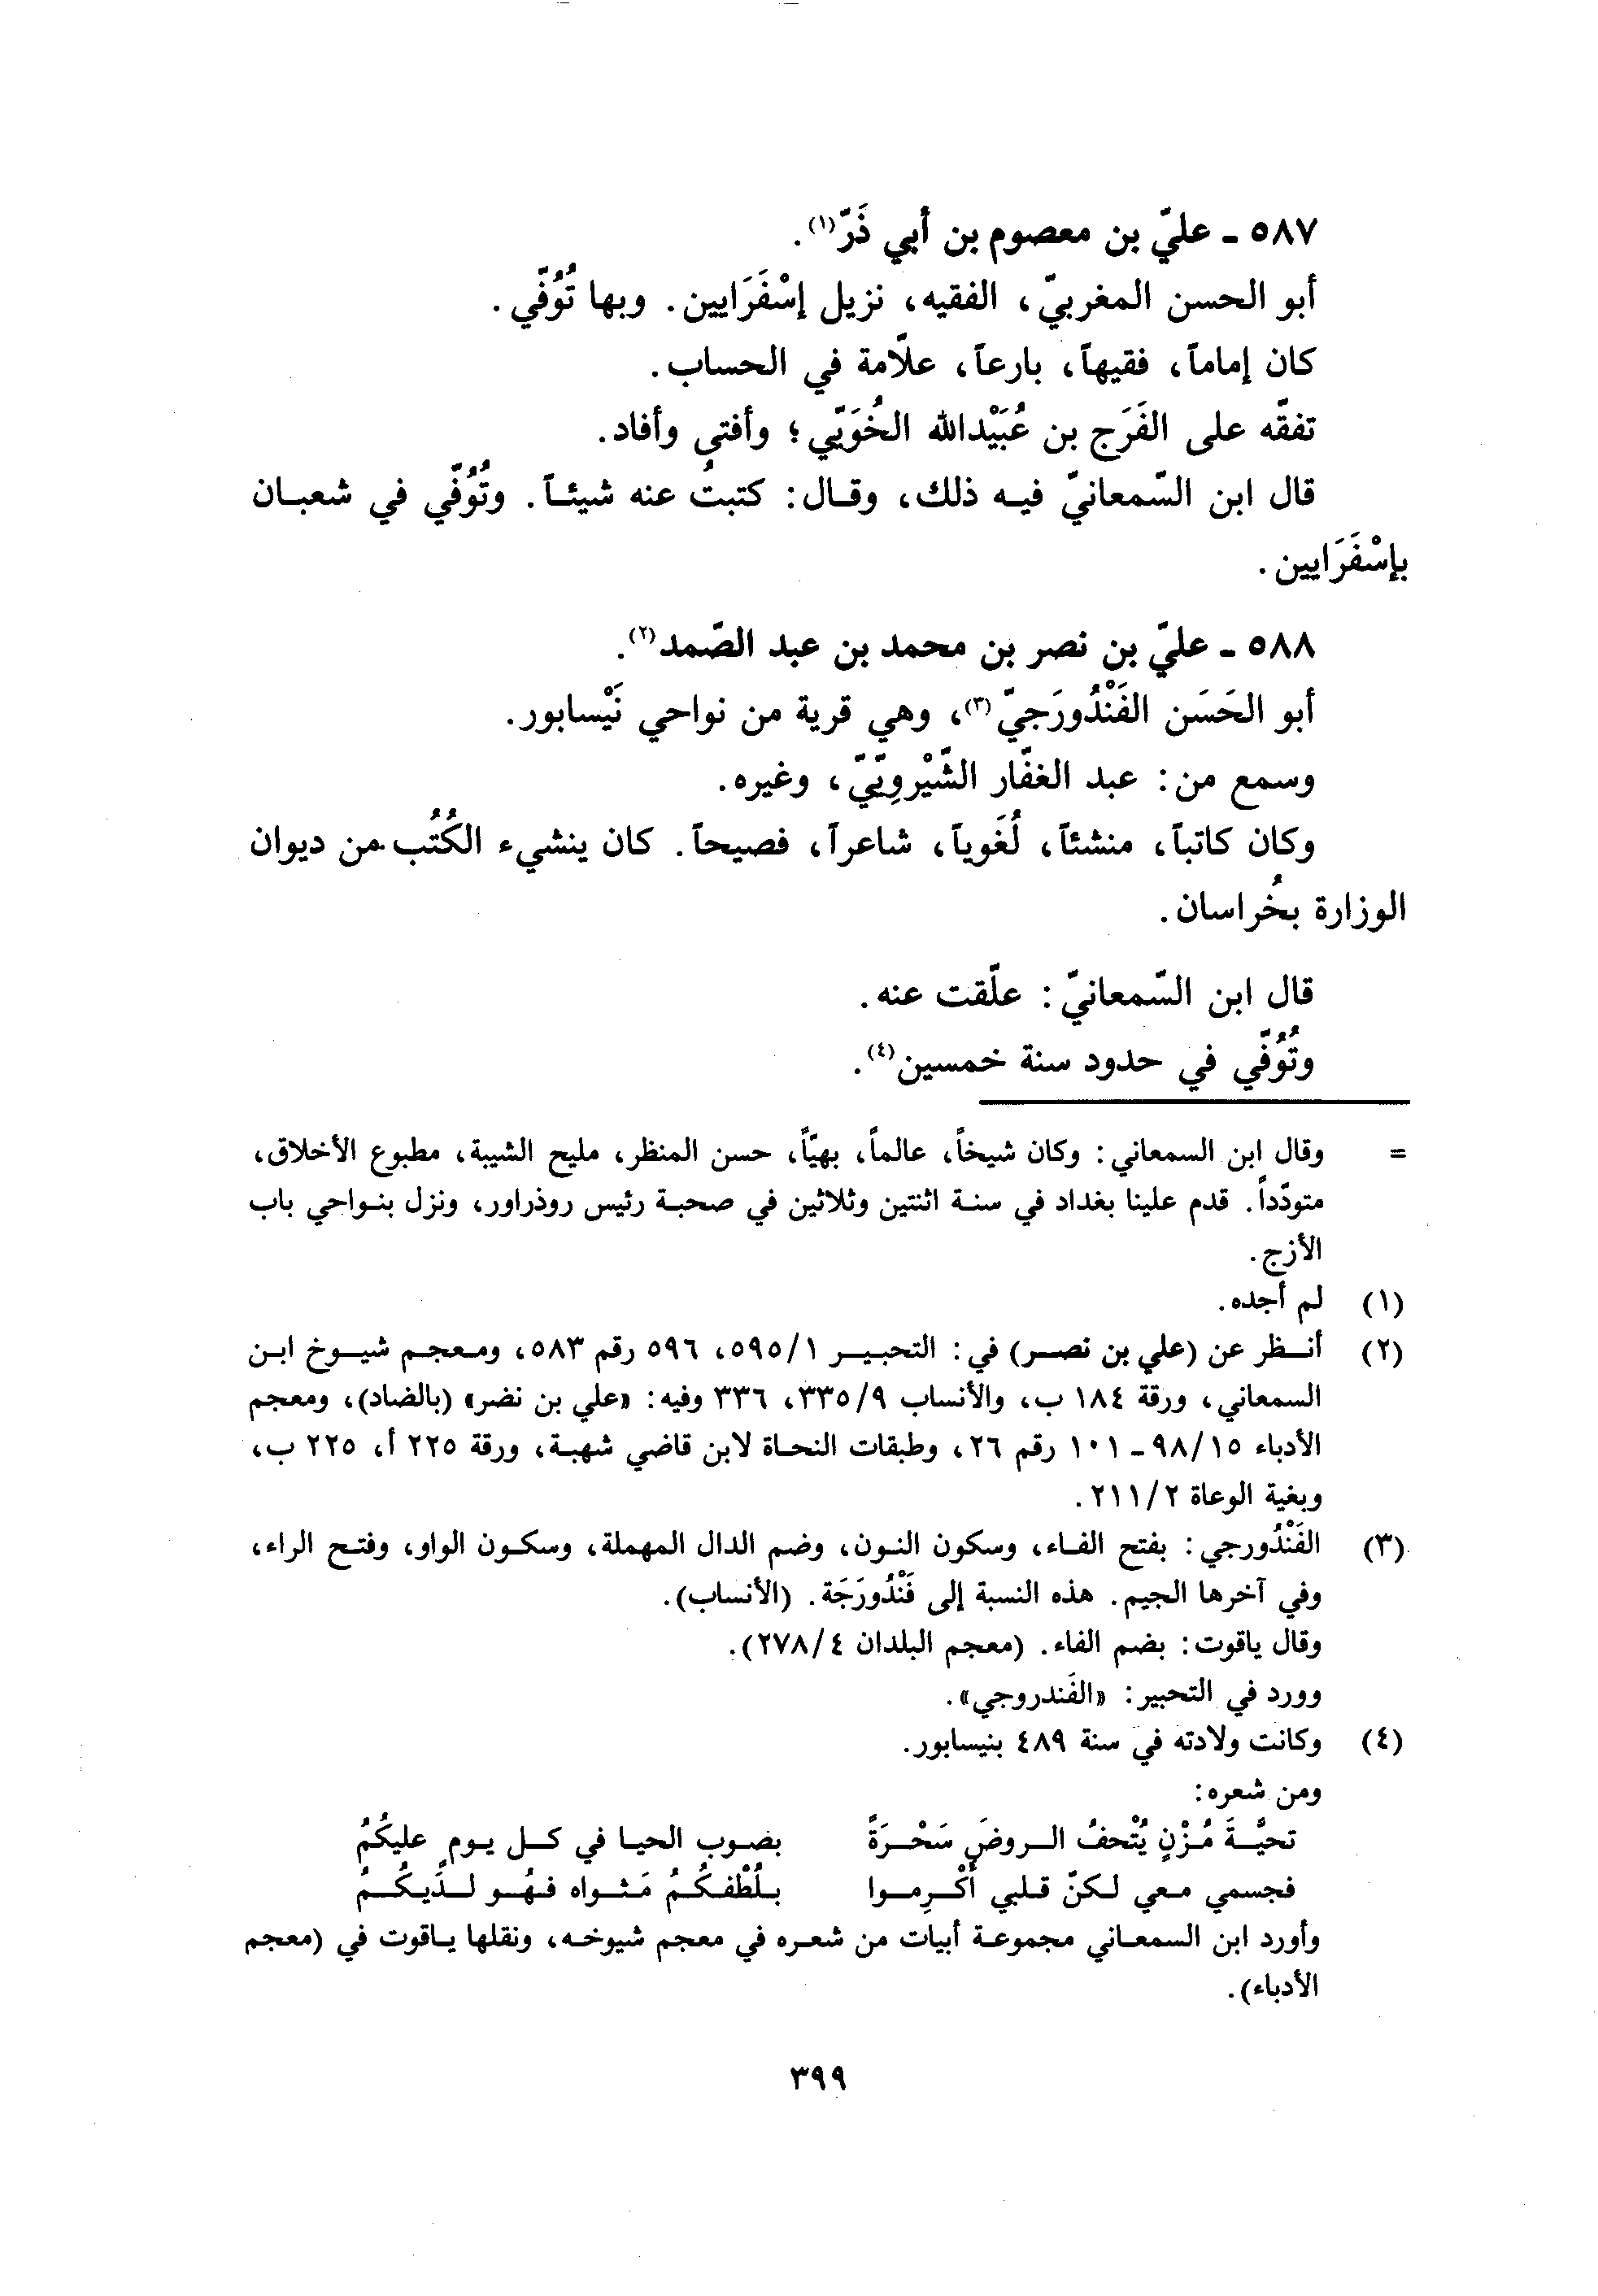 ٥٨٧ ـ عليّ بن معصوم بن أبي ذَرّ(١).
أبو الحسن المغربيّ، الفقيه، نزيل إسْفَرَايين. وبها تُوُفّي.
كان إماماً، فقيهاً، بارعاً، علّامة في الحساب.
تفقّه على الفَرَج بن عُبَيْدالله الخُوَيّي؛ وأفتى وأفاد.
قال ابن السّمعانيّ فيه ذلك، وقال: كتبتُ عنه شيئاً. وتُوُفّي في شعبان
بإسْفَرَايين.
٥٨٨ ـ عليّ بن نصر بن محمد بن عبد الصّمد(٢).
أبو الحَسَن الفَنْدُورَجيّ(٣)، وهي قرية من نواحي نَيْسابور.
وسمع من: عبد الغفّار الشّيْرويّيّ، وغيره.
وكان كاتباً، منشئاً، لُغَوياً، شاعراً، فصيحاً. كان ينشيء الكُتُب من ديوان
الوزارة بخُراسان.
قال ابن السّمعانيّ: علّقت عنه.
وتُوُفّي في حدود سنة خمسين(٤).
= وقال ابن السمعاني: وكان شيخاً، عالماً، بهيّاً، حسن المنظر، مليح الشيبة، مطبوع الأخلاق،
متودّداً. قدم علينا بغداد في سنة اثنتين وثلاثين في صحبة رئيس روذراور، ونزل بنواحي باب
الأزج.
(١) لم أجده.
(٢) أنظر عن (علي بن نصر) في: التحبير ٥٩٥/١، ٥٩٦ رقم ٥٨٣، ومعجم شيوخ ابن
السمعاني، ورقة ١٨٤ ب، والأنساب ٣٣٥/٩، ٣٣٦ وفيه: «علي بن نضر» (بالضاد)، ومعجم
الأدباء ٩٨/١٥ ـ ١٠١ رقم ٢٦، وطبقات النحاة لابن قاضي شهبة، ورقة ٢٢٥ أ، ٢٢٥ ب،
وبغية الوعاة ٢١١/٢.
(٣) الفَنْدُورجي: بفتح الفاء، وسكون النون، وضم الدال المهملة، وسكون الواو، وفتح الراء،
وفي آخرها الجيم. هذه النسبة إلى فَنْدُورَجَة. (الأنساب).
وقال ياقوت: بضم الفاء. (معجم البلدان ٢٧٨/٤).
وورد في التحبير: «الفَندروجي».
(٤) وكانت ولادته في سنة ٤٨٩ بنيسابور.
ومن شعره:
تحيَّةَ مُزْنٍ يُتْحفُ الروضَ سَحْرَةً بصوب الحيا في كل يوم عليكُمُ
فجسمي معي لكنّ قلبي أَكْرِموا بلُطْفكُمُ مَثواه فهُو لدَيكُمُ
وأورد ابن السمعاني مجموعة أبيات من شعره في معجم شيوخه، ونقلها ياقوت في (معجم
الأدباء).
٣٩٩